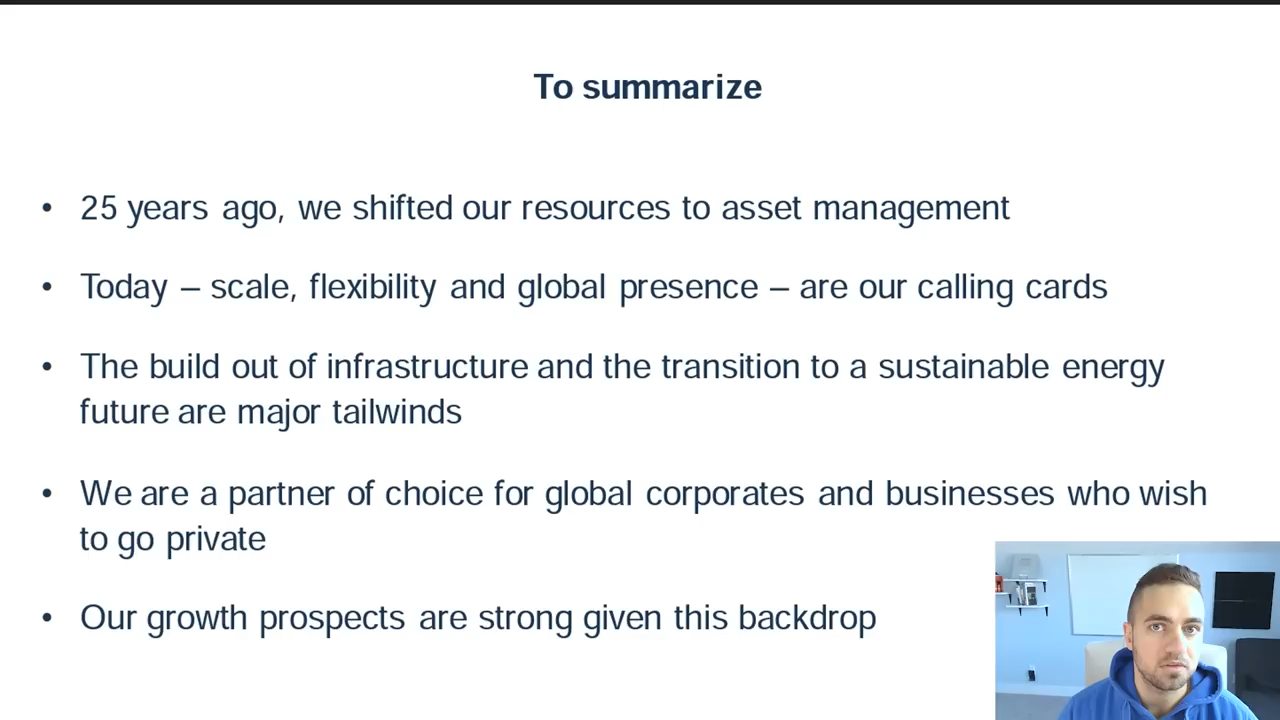 To summarize
• 25 years ago, we shifted our resources to asset management
• Today – scale, flexibility and global presence – are our calling cards
• The build out of infrastructure and the transition to a sustainable energy
future are major tailwinds
• We are a partner of choice for global corporates and businesses who wish
to go private
• Our growth prospects are strong given this backdrop